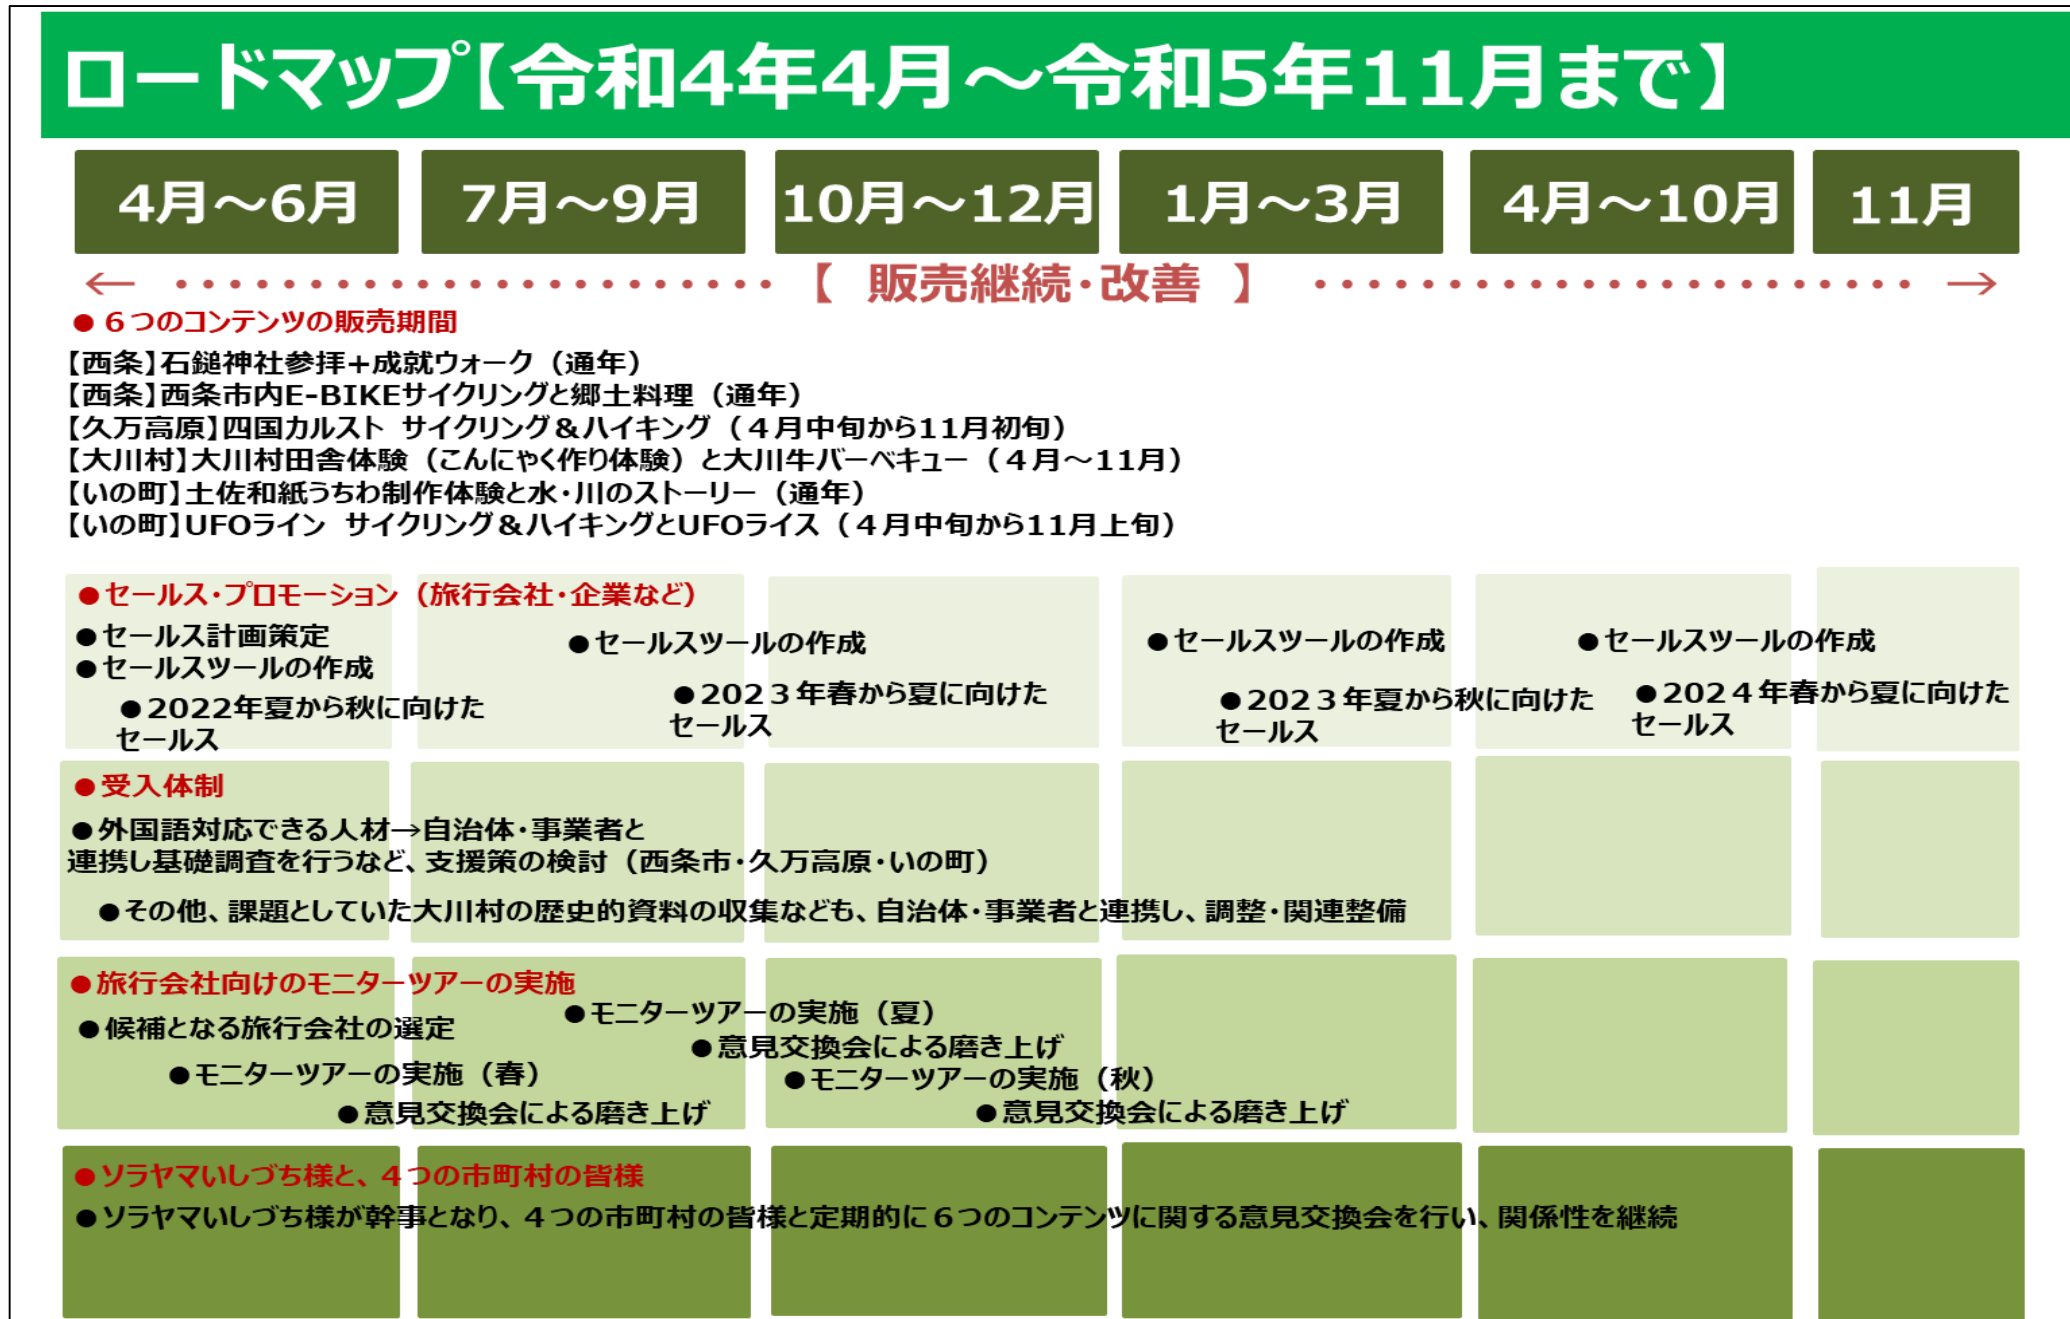 ロードマップ【令和4年4月～令和5年11月まで】
4月～6月
7月～9月
10月～12月
1月～3月
4月～10月
11月
←・・・・・・・・・・・・・・・・・・・・・・・【 販売継続・改善 】・・・・・・・・・・・・・・・・・・・・・・・→
●６つのコンテンツの販売期間
【西条】石鎚神社参拝+成就ウォーク（通年）
【西条】西条市内E-BIKEサイクリングと郷土料理（通年）
【久万高原】四国カルスト サイクリング＆ハイキング（４月中旬から11月初旬）
【大川村】大川村田舎体験（こんにゃく作り体験）と大川牛バーベキュー（４月～11月）
【いの町】土佐和紙うちわ制作体験と水・川のストーリー（通年）
【いの町】UFOライン サイクリング＆ハイキングとUFOライス（４月中旬から11月上旬）
●セールス・プロモーション（旅行会社・企業など）
●セールス計画策定
●セールスツールの作成
●2022年夏から秋に向けた
セールス
●セールスツールの作成
●202３年春から夏に向けた
セールス
●セールスツールの作成
●202３年夏から秋に向けた
セールス
●セールスツールの作成
●202４年春から夏に向けた
セールス
●受入体制
●外国語対応できる人材→自治体・事業者と
連携し基礎調査を行うなど、支援策の検討（西条市・久万高原・いの町）
●その他、課題としていた大川村の歴史的資料の収集なども、自治体・事業者と連携し、調整・関連整備
●旅行会社向けのモニターツアーの実施
●候補となる旅行会社の選定
●モニターツアーの実施（春）
●意見交換会による磨き上げ
●モニターツアーの実施（夏）
●意見交換会による磨き上げ
●モニターツアーの実施（秋）
●意見交換会による磨き上げ
●ソラヤマいしづち様と、４つの市町村の皆様
●ソラヤマいしづち様が幹事となり、４つの市町村の皆様と定期的に６つのコンテンツに関する意見交換会を行い、関係性を継続